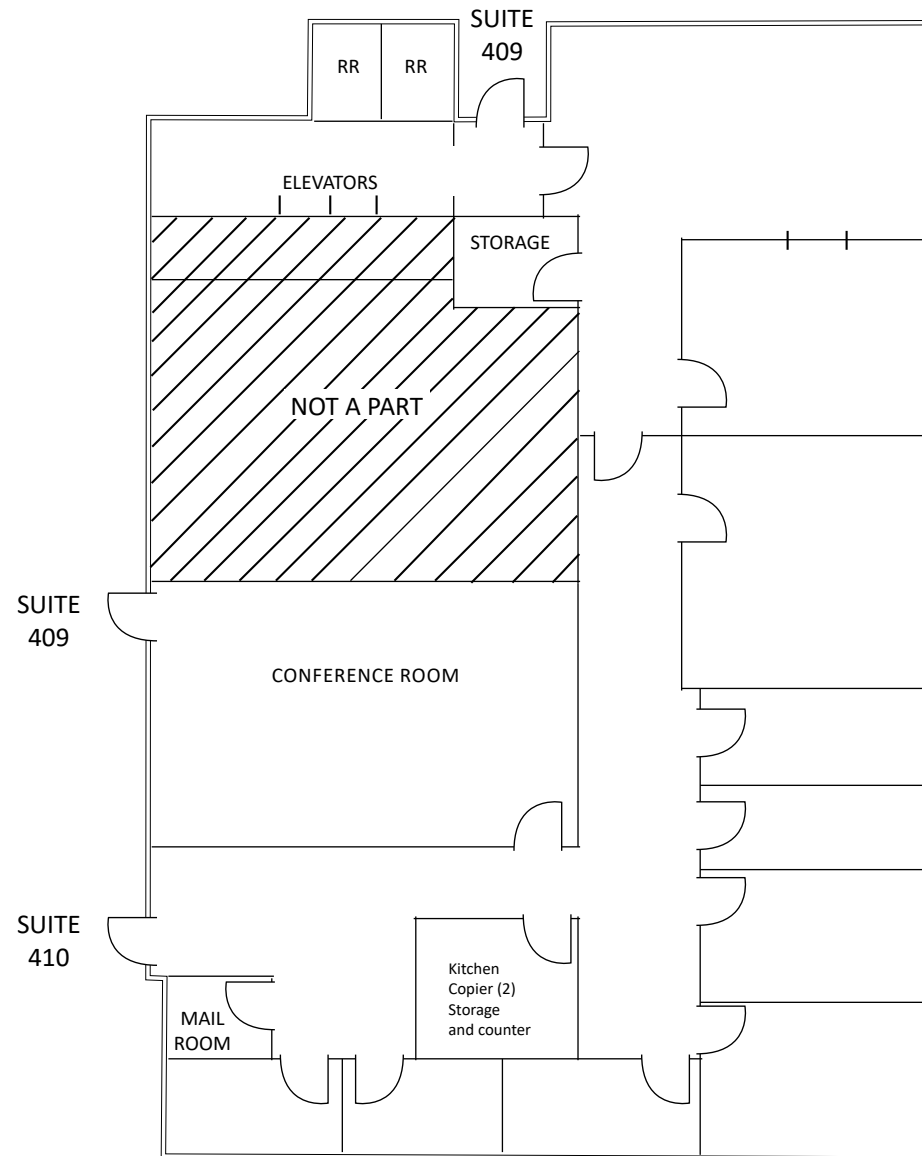 SUITE
409
RR
RR
ELEVATORS
STORAGE
NOT A PART
SUITE
409
CONFERENCE ROOM
SUITE
410
Kitchen
Copier (2)
Storage
and counter
MAIL
ROOM